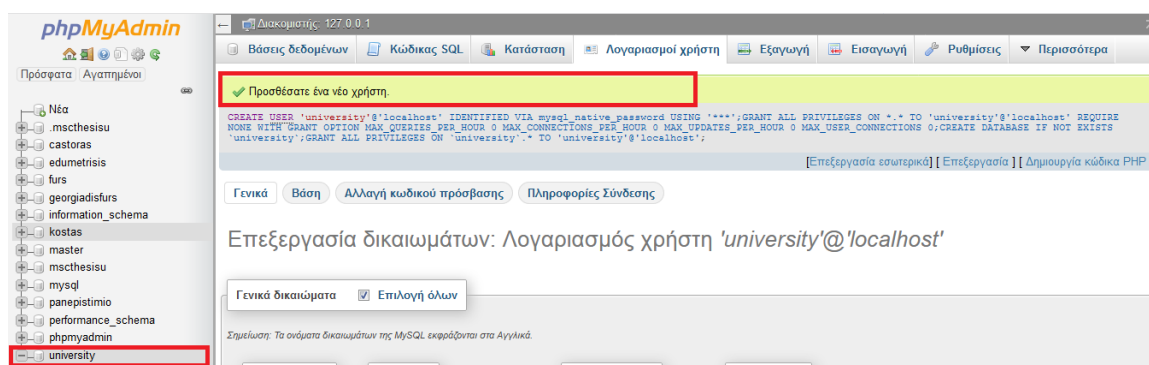 phpMyAdmin
Πρόσφατα Αγαπημένοι
Νέα
.mscthesisu
castoras
edumetrisis
furs
georgiadisfurs
information_schema
kostas
master
mscthesisu
mysql
panepistimio
performance_schema
phpmyadmin
university
Διακομιστής: 127.0.0.1
Βάσεις δεδομένων Κώδικας SQL Κατάσταση Λογαριασμοί χρήστη Εξαγωγή Εισαγωγή Ρυθμίσεις Περισσότερα
Προσθέσατε ένα νέο χρήστη.
CREATE USER 'university'@'localhost' IDENTIFIED VIA mysql_native_password USING '***';GRANT ALL PRIVILEGES ON *.* TO 'university'@'localhost' REQUIRE
NONE WITH GRANT OPTION MAX_QUERIES_PER_HOUR 0 MAX_CONNECTIONS_PER_HOUR 0 MAX_UPDATES_PER_HOUR 0 MAX_USER_CONNECTIONS 0;CREATE DATABASE IF NOT EXISTS
`university`;GRANT ALL PRIVILEGES ON `university`.* TO 'university'@'localhost';
[Επεξεργασία εσωτερικά] [ Επεξεργασία ] [ Δημιουργία κώδικα PHP
Γενικά Βάση Αλλαγή κωδικού πρόσβασης Πληροφορίες Σύνδεσης
Επεξεργασία δικαιωμάτων: Λογαριασμός χρήστη 'university'@'localhost'
Γενικά δικαιώματα Επιλογή όλων
Σημείωση: Τα ονόματα δικαιωμάτων της MySQL εκφράζονται στα Αγγλικά.